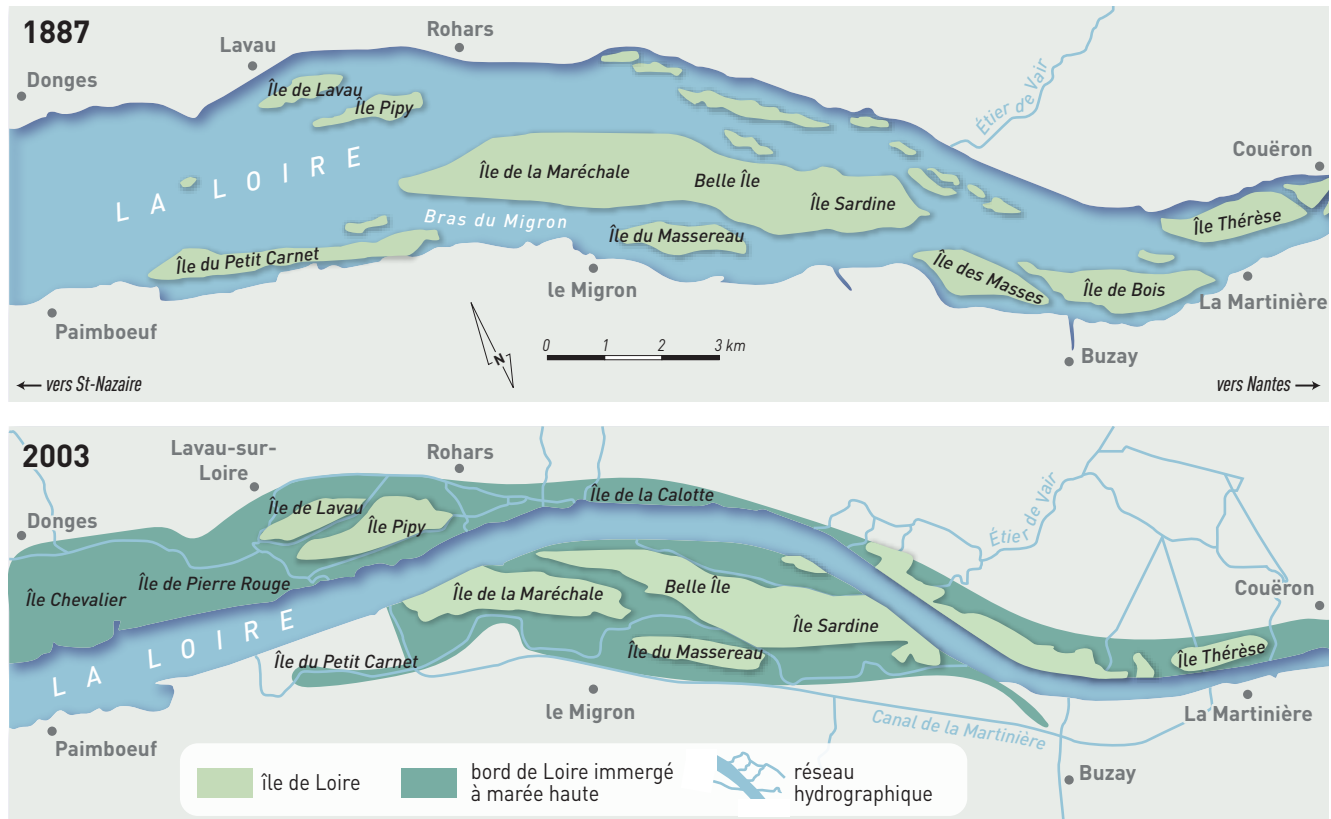 1887
Rohars
Lavau
Donges
Île de Lavau
Île Pipy
Étier de Vair
Couëron
LA LOIRE
Île de la Maréchale
Belle Île
Île Sardine
Bras du Migron
Île Thérèse
Île du Massereau
Île du Petit Carnet
Île des Masses
Île de Bois
le Migron
La Martinière
Paimboeuf
N
0 1 2 3 km
Buzay
← vers St-Nazaire
vers Nantes →
2003
Lavau-sur-
Loire
Rohars
Île de la Calotte
Île de Lavau
Île Pipy
Donges
Étier de Vair
Île de Pierre Rouge
Île Chevalier
Belle Île
Île de la Maréchale
Couëron
LA LOIRE
Île Sardine
Île du Massereau
Île Thérèse
Île du Petit Carnet
le Migron
La Martinière
Canal de la Martinière
Paimboeuf
Buzay
île de Loire
bord de Loire immergé
à marée haute
réseau
hydrographique